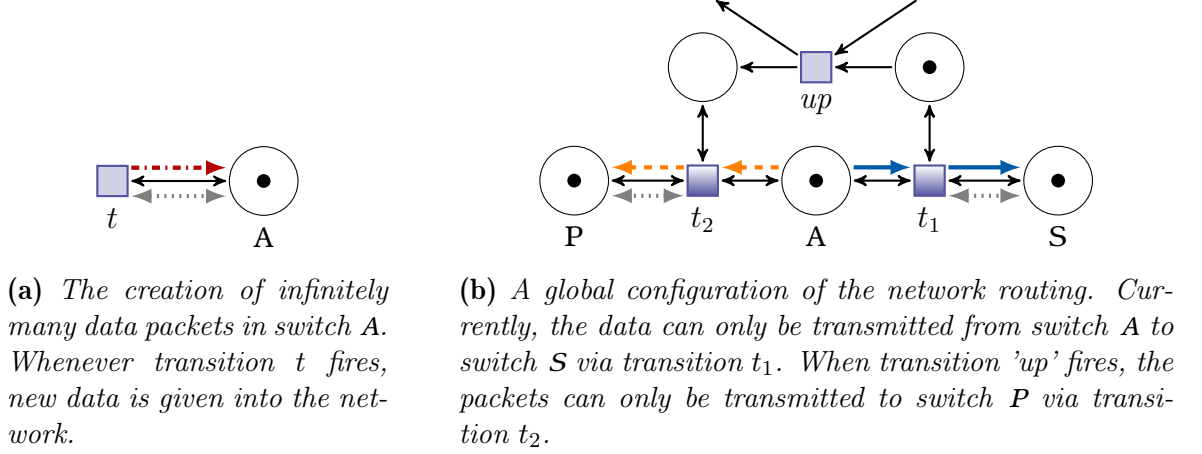 up
t
A
P
t2
A
t1
S
(a) The creation of infinitely
many data packets in switch A.
Whenever transition t fires,
new data is given into the net-
work.
(b) A global configuration of the network routing. Cur-
rently, the data can only be transmitted from switch A to
switch S via transition t1. When transition 'up' fires, the
packets can only be transmitted to switch P via transi-
tion t2.